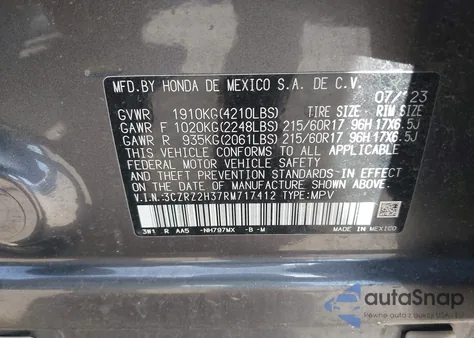 MFD.BY HONDA DE MEXICO S.A. DE C.V.
07/23
GVWR 1910KG(4210LBS) TIRE SIZE - RIM SIZE
GAWR F 1020KG(2248LBS) 215/60R17 96H 17X6.5J
GAWR R 935KG(2061LBS) 215/60R17 96H 17X6.5J
THIS VEHICLE CONFORMS TO ALL APPLICABLE
FEDERAL MOTOR VEHICLE SAFETY AND
THEFT PREVENTION STANDARDS IN EFFECT ON
THE DATE OF MANUFACTURE SHOWN ABOVE.
V.I.N.:3CZRZ2H37RM717412 TYPE:MPV
3W1 R AA5 -NH797MX -B -M
MADE IN
MEXICO
autoSnap